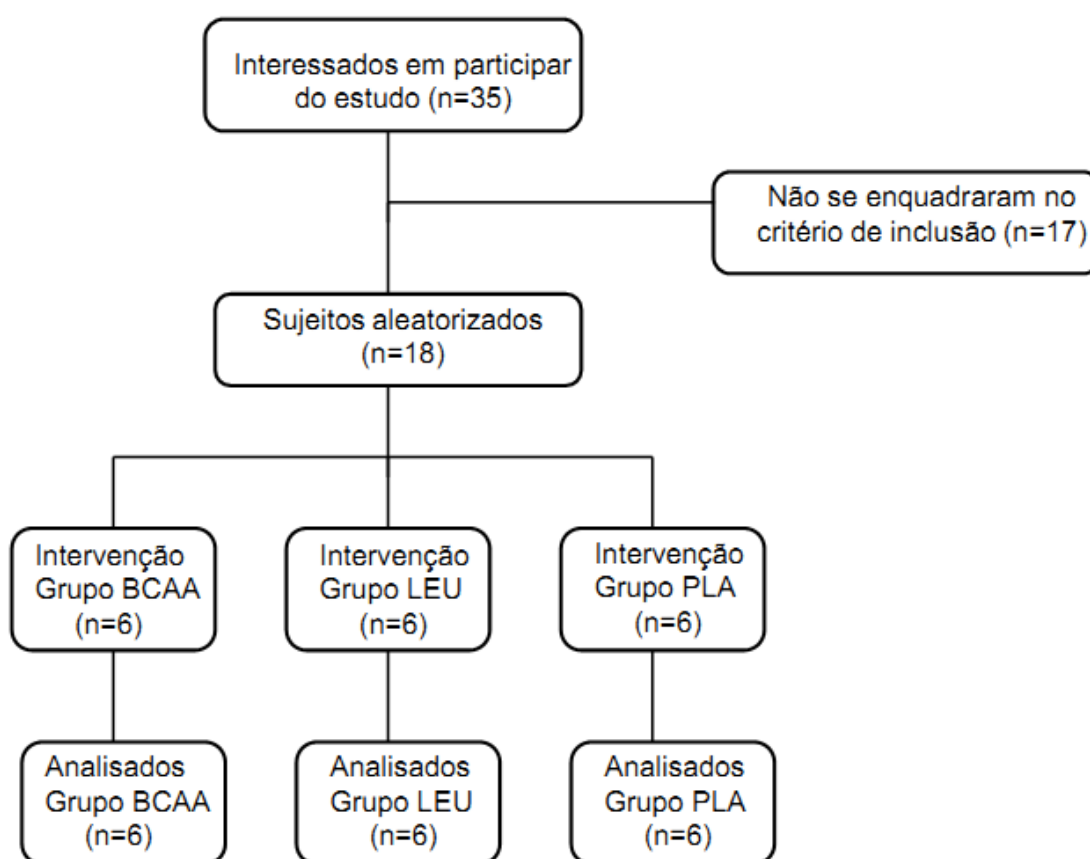 Interessados em participar
do estudo (n=35)
Não se enquadraram no
critério de inclusão (n=17)
Sujeitos aleatorizados
(n=18)
Intervenção
Grupo BCAA
(n=6)
Intervenção
Grupo LEU
(n=6)
Intervenção
Grupo PLA
(n=6)
Analisados
Grupo BCAA
(n=6)
Analisados
Grupo LEU
(n=6)
Analisados
Grupo PLA
(n=6)